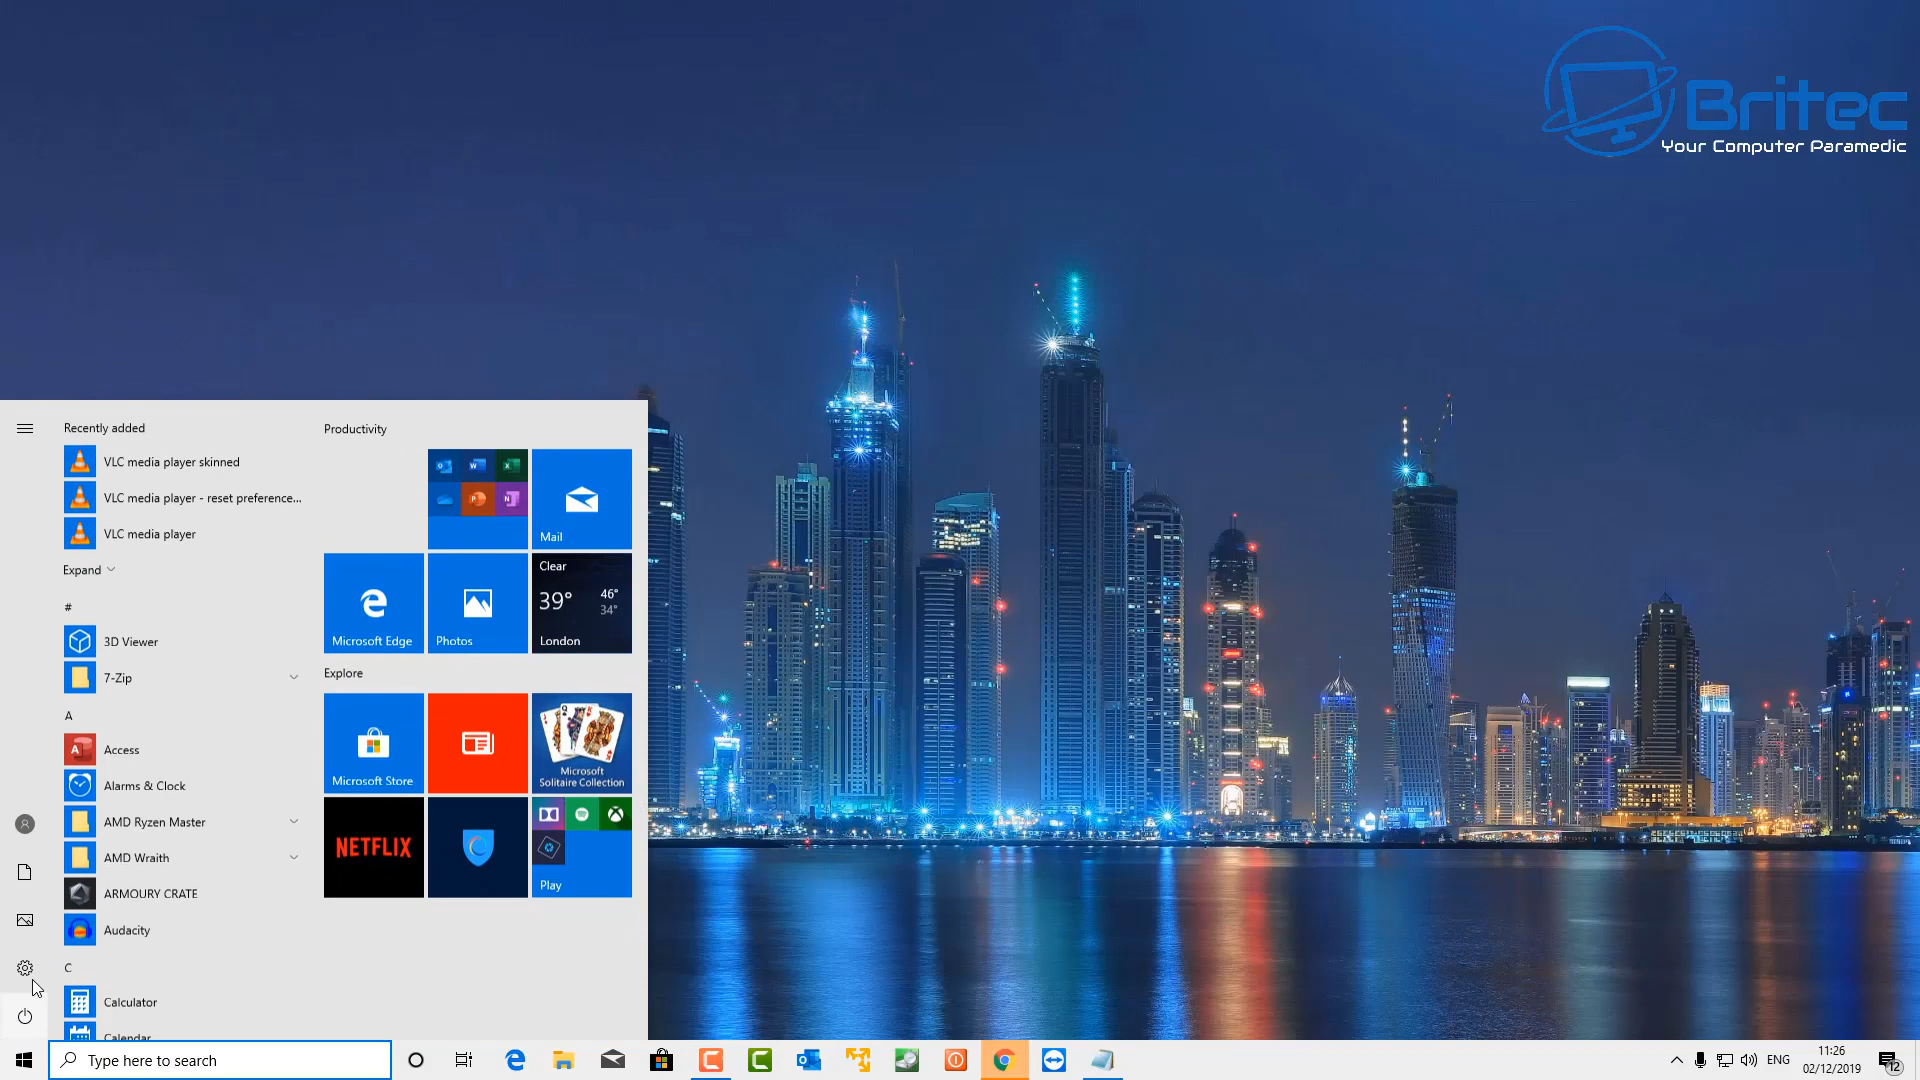 Britec
Your Computer Paramedic
Recently added
VLC media player skinned
VLC media player - reset preference...
VLC media player
Expand
#
3D Viewer
7-Zip
A
Access
Alarms & Clock
AMD Ryzen Master
AMD Wraith
ARMOURY CRATE
Audacity
C
Calculator
Calendar
Productivity
Mail
Microsoft Edge
Photos
Clear
39°
46°
34°
London
Explore
Microsoft Store
Microsoft
Solitaire Collection
NETFLIX
Play
Type here to search
ENG
11:26
02/12/2019
12